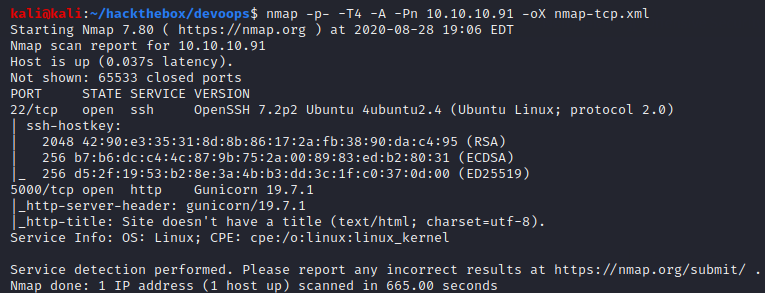 kali@kali:~/hackthebox/devoops$ nmap -p- -T4 -A -Pn 10.10.10.91 -oX nmap-tcp.xml
Starting Nmap 7.80 ( https://nmap.org ) at 2020-08-28 19:06 EDT
Nmap scan report for 10.10.10.91
Host is up (0.037s latency).
Not shown: 65533 closed ports
PORT     STATE SERVICE VERSION
22/tcp   open  ssh     OpenSSH 7.2p2 Ubuntu 4ubuntu2.4 (Ubuntu Linux; protocol 2.0)
| ssh-hostkey:
|   2048 42:90:e3:35:31:8d:8b:86:17:2a:fb:38:90:da:c4:95 (RSA)
|   256 b7:b6:dc:c4:4c:87:9b:75:2a:00:89:83:ed:b2:80:31 (ECDSA)
|_  256 d5:2f:19:53:b2:8e:3a:4b:b3:dd:3c:1f:c0:37:0d:00 (ED25519)
5000/tcp open  http    Gunicorn 19.7.1
|_http-server-header: gunicorn/19.7.1
|_http-title: Site doesn't have a title (text/html; charset=utf-8).
Service Info: OS: Linux; CPE: cpe:/o:linux:linux_kernel

Service detection performed. Please report any incorrect results at https://nmap.org/submit/ .
Nmap done: 1 IP address (1 host up) scanned in 665.00 seconds